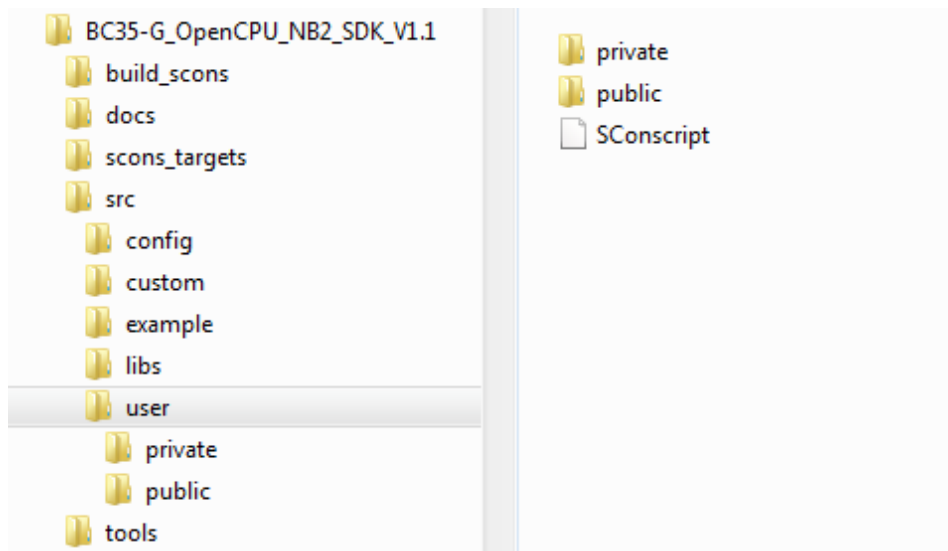 BC35-G_OpenCPU_NB2_SDK_V1.1
build_scons
docs
scons_targets
src
config
custom
example
libs
user
private
public
tools
private
public
SConscript